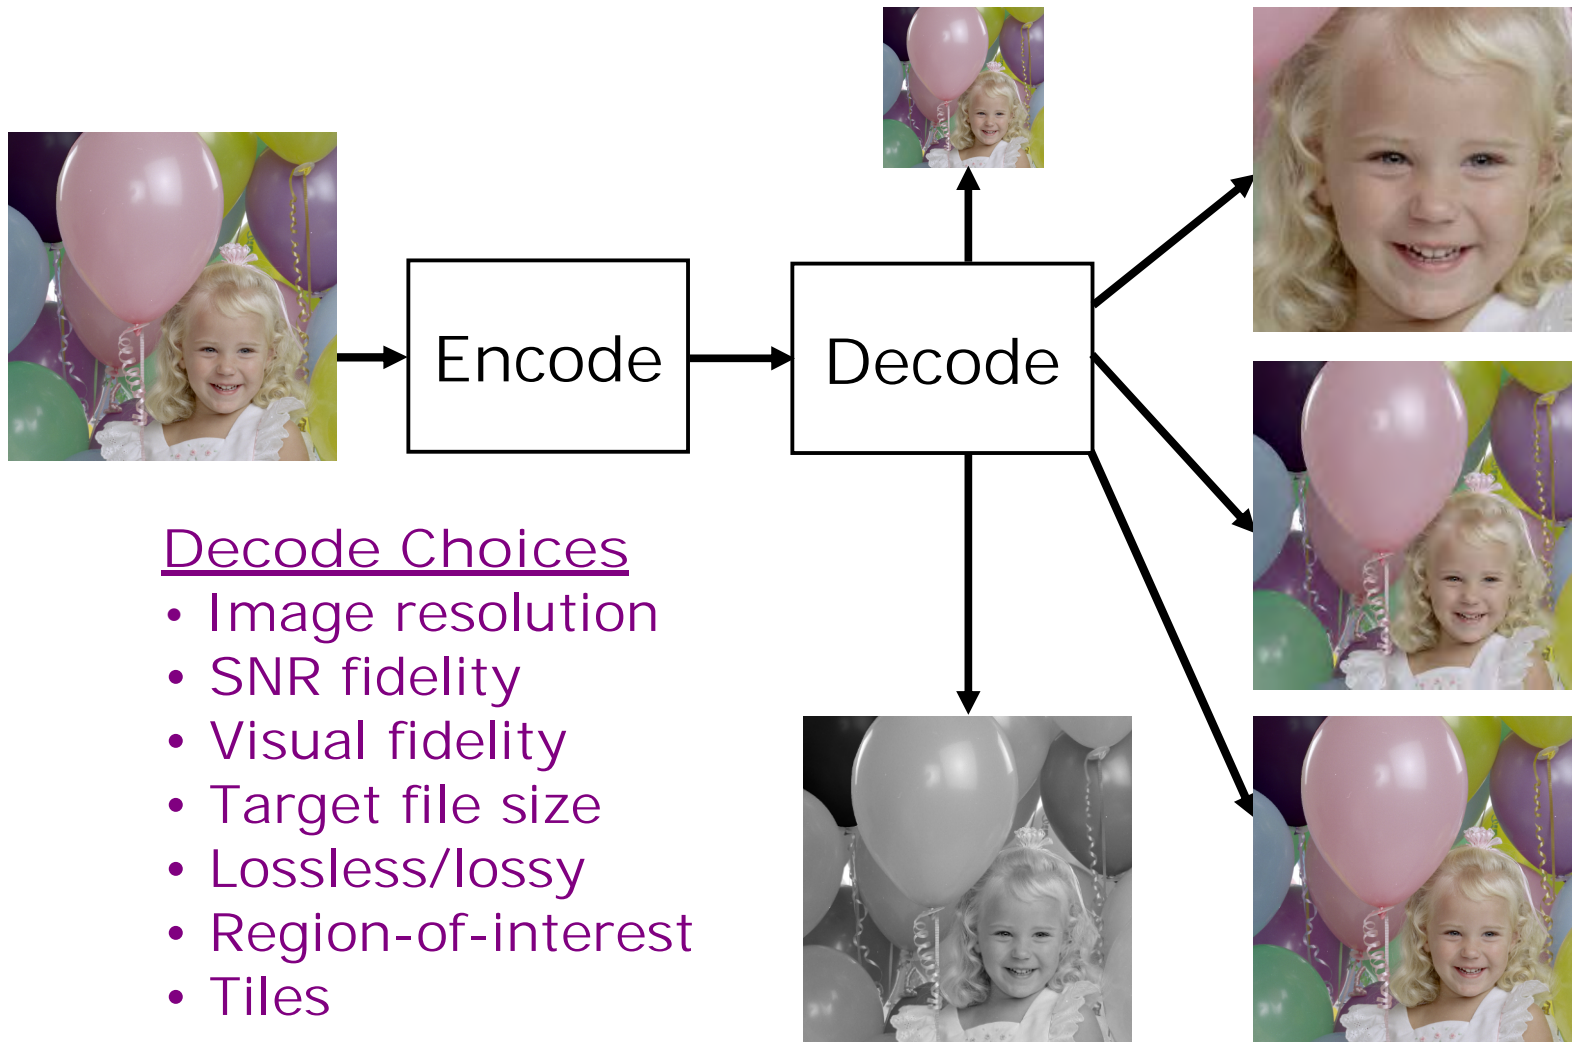 Encode
Decode
Decode Choices
• Image resolution
• SNR fidelity
• Visual fidelity
• Target file size
• Lossless/lossy
• Region-of-interest
• Tiles